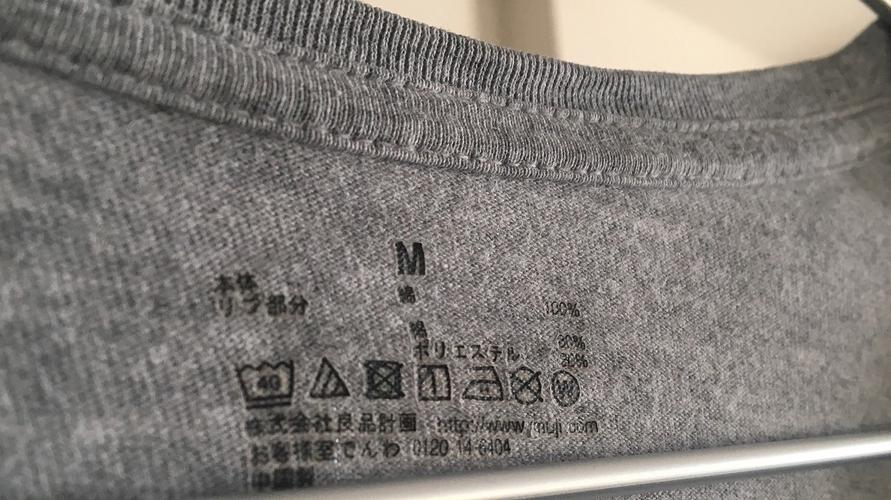 M
本体 綿 100%
リブ部分
綿 80%
ポリエステル 20%
40
株式会社良品計画 http://www.muji.com
お客様室でんわ 0120 14 6404
中国製